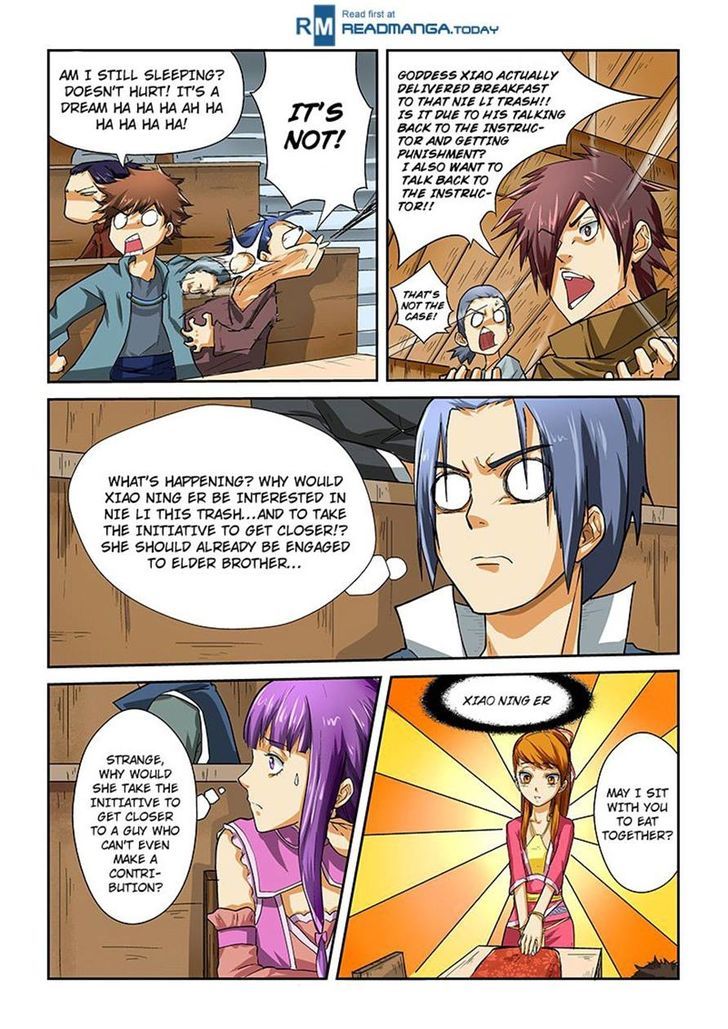 RM
Read first at
READMANGA.TODAY
AM I STILL SLEEPING?
DOESN'T HURT! IT'S A
DREAM HA HA HA AH HA
HA HA HA HA!
IT'S
NOT!
GODDESS XIAO ACTUALLY
DELIVERED BREAKFAST
TO THAT NIE LI TRASH!!
IS IT DUE TO HIS TALKING
BACK TO THE INSTRUC-
TOR AND GETTING
PUNISHMENT?
I ALSO WANT TO
TALK BACK TO
THE INSTRUC-
TOR!!
THAT'S
NOT THE
CASE!
WHAT'S HAPPENING? WHY WOULD
XIAO NING ER BE INTERESTED IN
NIE LI THIS TRASH...AND TO TAKE
THE INITIATIVE TO GET CLOSER!?
SHE SHOULD ALREADY BE ENGAGED
TO ELDER BROTHER...
STRANGE,
WHY WOULD
SHE TAKE THE
INITIATIVE TO
GET CLOSER
TO A GUY WHO
CAN'T EVEN
MAKE A
CONTRI-
BUTION?
XIAO NING ER
MAY I SIT
WITH YOU
TO EAT
TOGETHER?